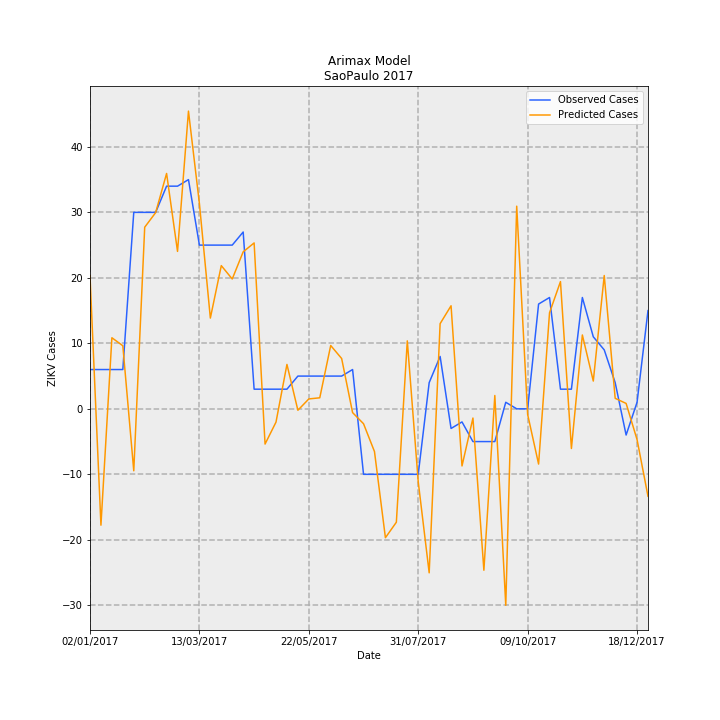 Arimax Model
SaoPaulo 2017
Observed Cases
Predicted Cases
ZIKV Cases
40
30
20
10
0
−10
−20
−30
02/01/2017 13/03/2017 22/05/2017 31/07/2017 09/10/2017 18/12/2017
Date